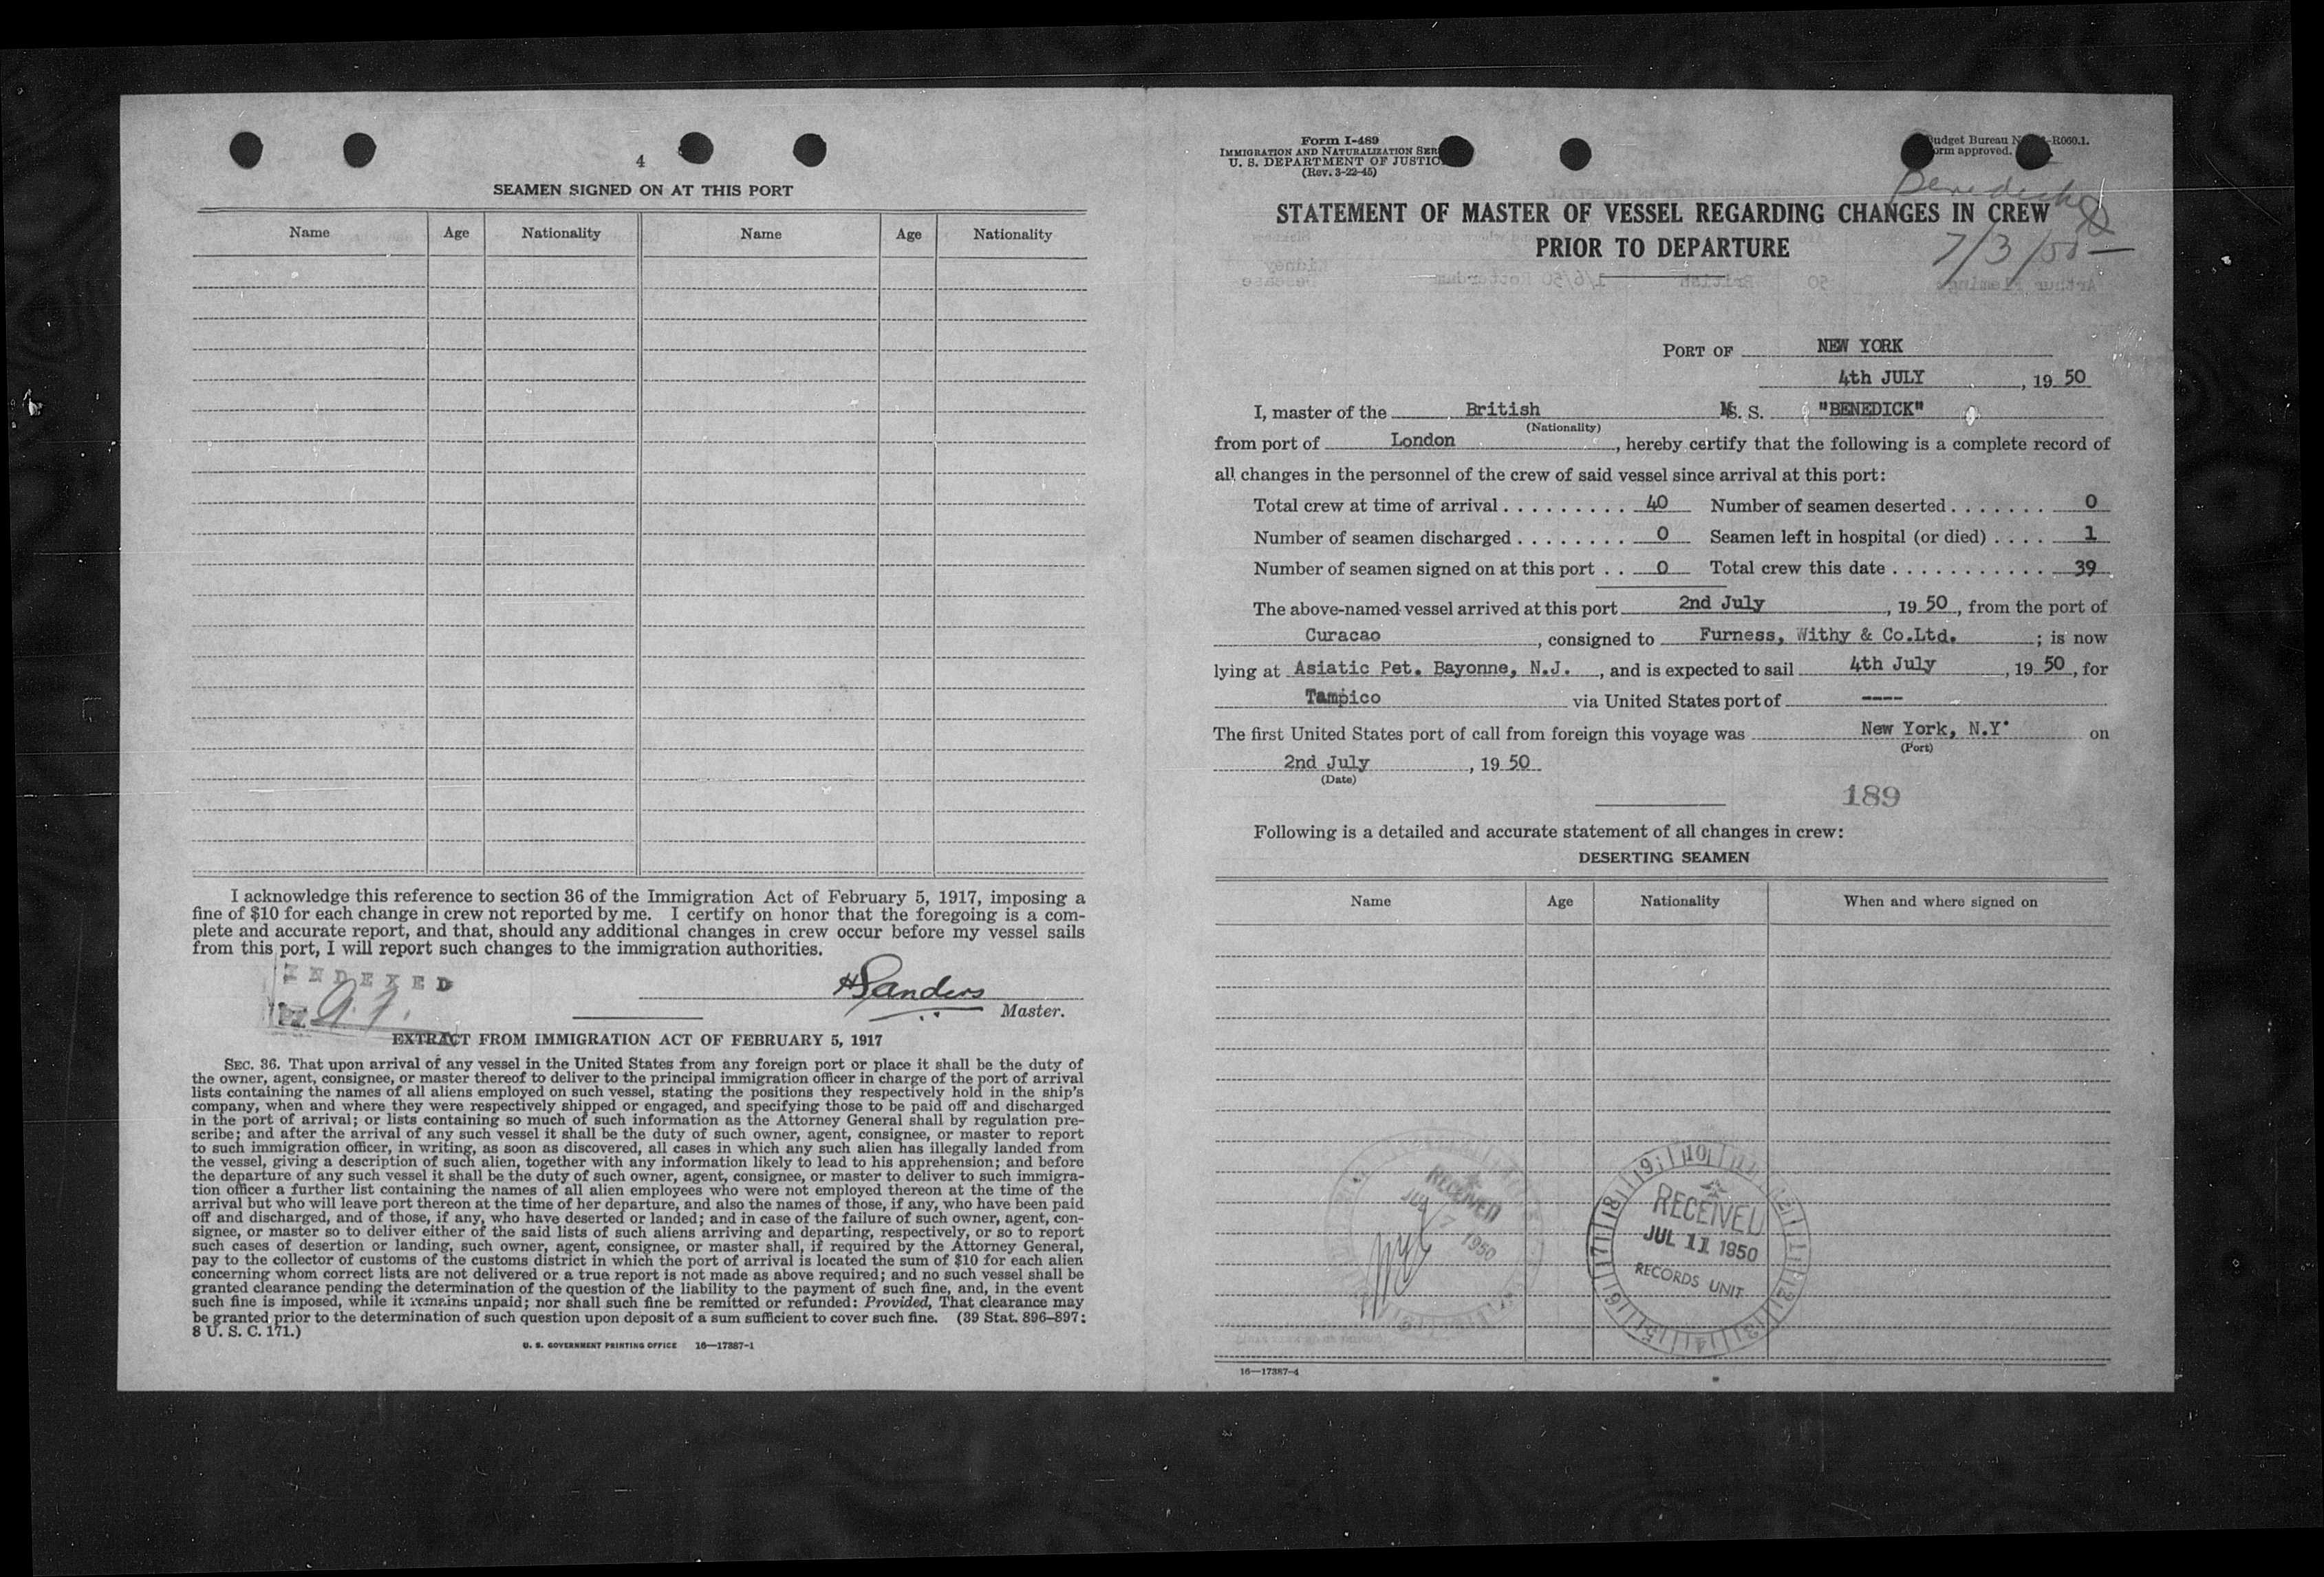 4
SEAMEN SIGNED ON AT THIS PORT
Name Age Nationality Name Age Nationality
I acknowledge this reference to section 36 of the Immigration Act of February 5, 1917, imposing a
fine of $10 for each change in crew not reported by me. I certify on honor that the foregoing is a com-
plete and accurate report, and that, should any additional changes in crew occur before my vessel sails
from this port, I will report such changes to the immigration authorities.
INDEXED
H Sanders
Master.
EXTRACT FROM IMMIGRATION ACT OF FEBRUARY 5, 1917
SEC. 36. That upon arrival of any vessel in the United States from any foreign port or place it shall be the duty of
the owner, agent, consignee, or master thereof to deliver to the principal immigration officer in charge of the port of arrival
lists containing the names of all aliens employed on such vessel, stating the positions they respectively hold in the ship's
company, when and where they were respectively shipped or engaged, and specifying those to be paid off and discharged
in the port of arrival; or lists containing so much of such information as the Attorney General shall by regulation pre-
scribe; and after the arrival of any such vessel it shall be the duty of such owner, agent, consignee, or master to report
to such immigration officer, in writing, as soon as discovered, all cases in which any such alien has illegally landed from
the vessel, giving a description of such alien, together with any information likely to lead to his apprehension; and before
the departure of any such vessel it shall be the duty of such owner, agent, consignee, or master to deliver to such immigra-
tion officer a further list containing the names of all alien employees who were not employed thereon at the time of the
arrival but who will leave port thereon at the time of her departure, and also the names of those, if any, who have been paid
off and discharged, and of those, if any, who have deserted or landed; and in case of the failure of such owner, agent, con-
signee, or master so to deliver either of the said lists of such aliens arriving and departing, respectively, or so to report
such cases of desertion or landing, such owner, agent, consignee, or master shall, if required by the Attorney General,
pay to the collector of customs of the customs district in which the port of arrival is located the sum of $10 for each alien
concerning whom correct lists are not delivered or a true report is not made as above required; and no such vessel shall be
granted clearance pending the determination of the question of the liability to the payment of such fine, and, in the event
such fine is imposed, while it remains unpaid; nor shall such fine be remitted or refunded: Provided, That clearance may
be granted prior to the determination of such question upon deposit of a sum sufficient to cover such fine. (39 Stat. 896-897:
8 U. S. C. 171.)
U. S. GOVERNMENT PRINTING OFFICE 16—17387-1
Form I-489
IMMIGRATION AND NATURALIZATION SER
U. S. DEPARTMENT OF JUSTIC
(Rev. 3-22-45)
Budget Bureau N -R060.1.
orm approved.
Benedick
7/3/50
STATEMENT OF MASTER OF VESSEL REGARDING CHANGES IN CREW
PRIOR TO DEPARTURE
PORT OF NEW YORK
4th JULY, 19 50
I, master of the British M. S. "BENEDICK"
(Nationality)
from port of London, hereby certify that the following is a complete record of
all changes in the personnel of the crew of said vessel since arrival at this port:
Total crew at time of arrival . . . . . . . . . 40 Number of seamen deserted . . . . . . . 0
Number of seamen discharged . . . . . . . . 0 Seamen left in hospital (or died) . . . . 1
Number of seamen signed on at this port . . 0 Total crew this date . . . . . . . . . . . . 39
The above-named vessel arrived at this port 2nd July, 19 50, from the port of
Curacao, consigned to Furness, Withy & Co.Ltd. ; is now
lying at Asiatic Pet. Bayonne, N.J., and is expected to sail 4th July, 19 50, for
Tampico via United States port of ----
The first United States port of call from foreign this voyage was New York, N.Y. on
(Port)
2nd July, 19 50
(Date)
189
Following is a detailed and accurate statement of all changes in crew:
DESERTING SEAMEN
Name Age Nationality When and where signed on
RECEIVED
JUL 7 1950
RECEIVED
JUL 11 1950
RECORDS UNIT
16—17387-4